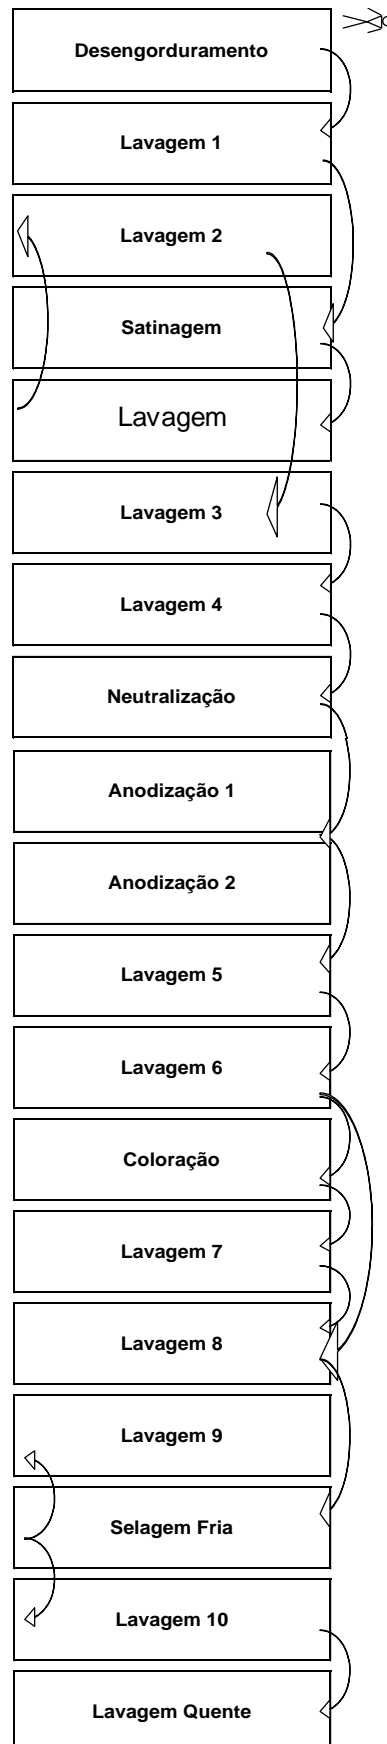 Desengorduramento
Lavagem 1
Lavagem 2
Satinagem
Lavagem
Lavagem 3
Lavagem 4
Neutralização
Anodização 1
Anodização 2
Lavagem 5
Lavagem 6
Coloração
Lavagem 7
Lavagem 8
Lavagem 9
Selagem Fria
Lavagem 10
Lavagem Quente